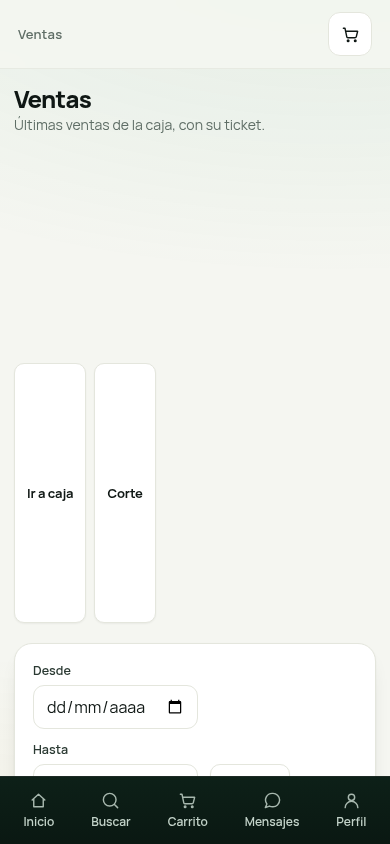 Ventas
Ventas
Últimas ventas de la caja, con su ticket.
Ir a caja
Corte
Desde
dd/mm/aaaa
Hasta
Inicio
Buscar
Carrito
Mensajes
Perfil